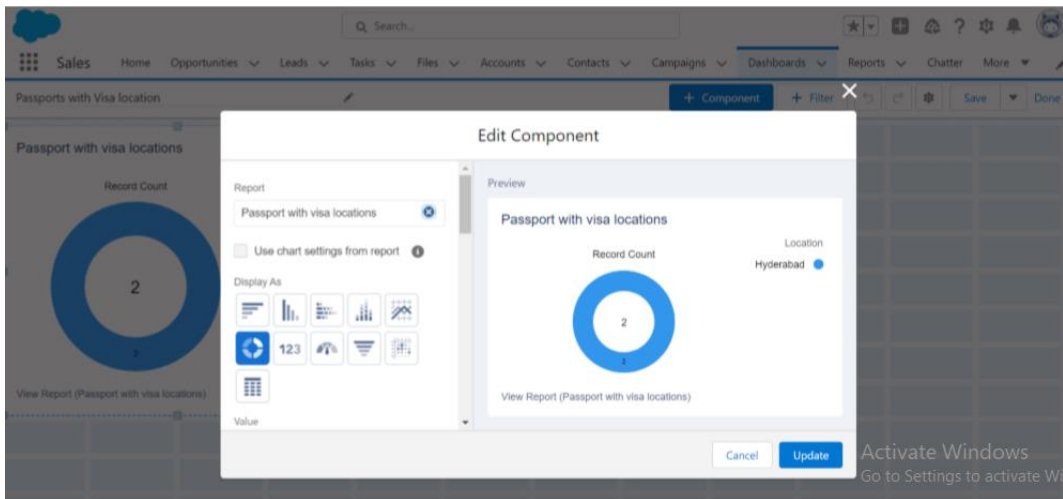 Search...
Sales Home Opportunities Leads Tasks Files Accounts Contacts Campaigns Dashboards Reports Chatter More
Passports with Visa location + Component + Filter Save Done
Passport with visa locations
Record Count
2
2
View Report (Passport with visa locations)
Edit Component
Report
Passport with visa locations
Use chart settings from report
Display As
123
Value
Preview
Passport with visa locations
Record Count
Location
Hyderabad
2
2
View Report (Passport with visa locations)
Cancel Update
Activate Windows
Go to Settings to activate Wi